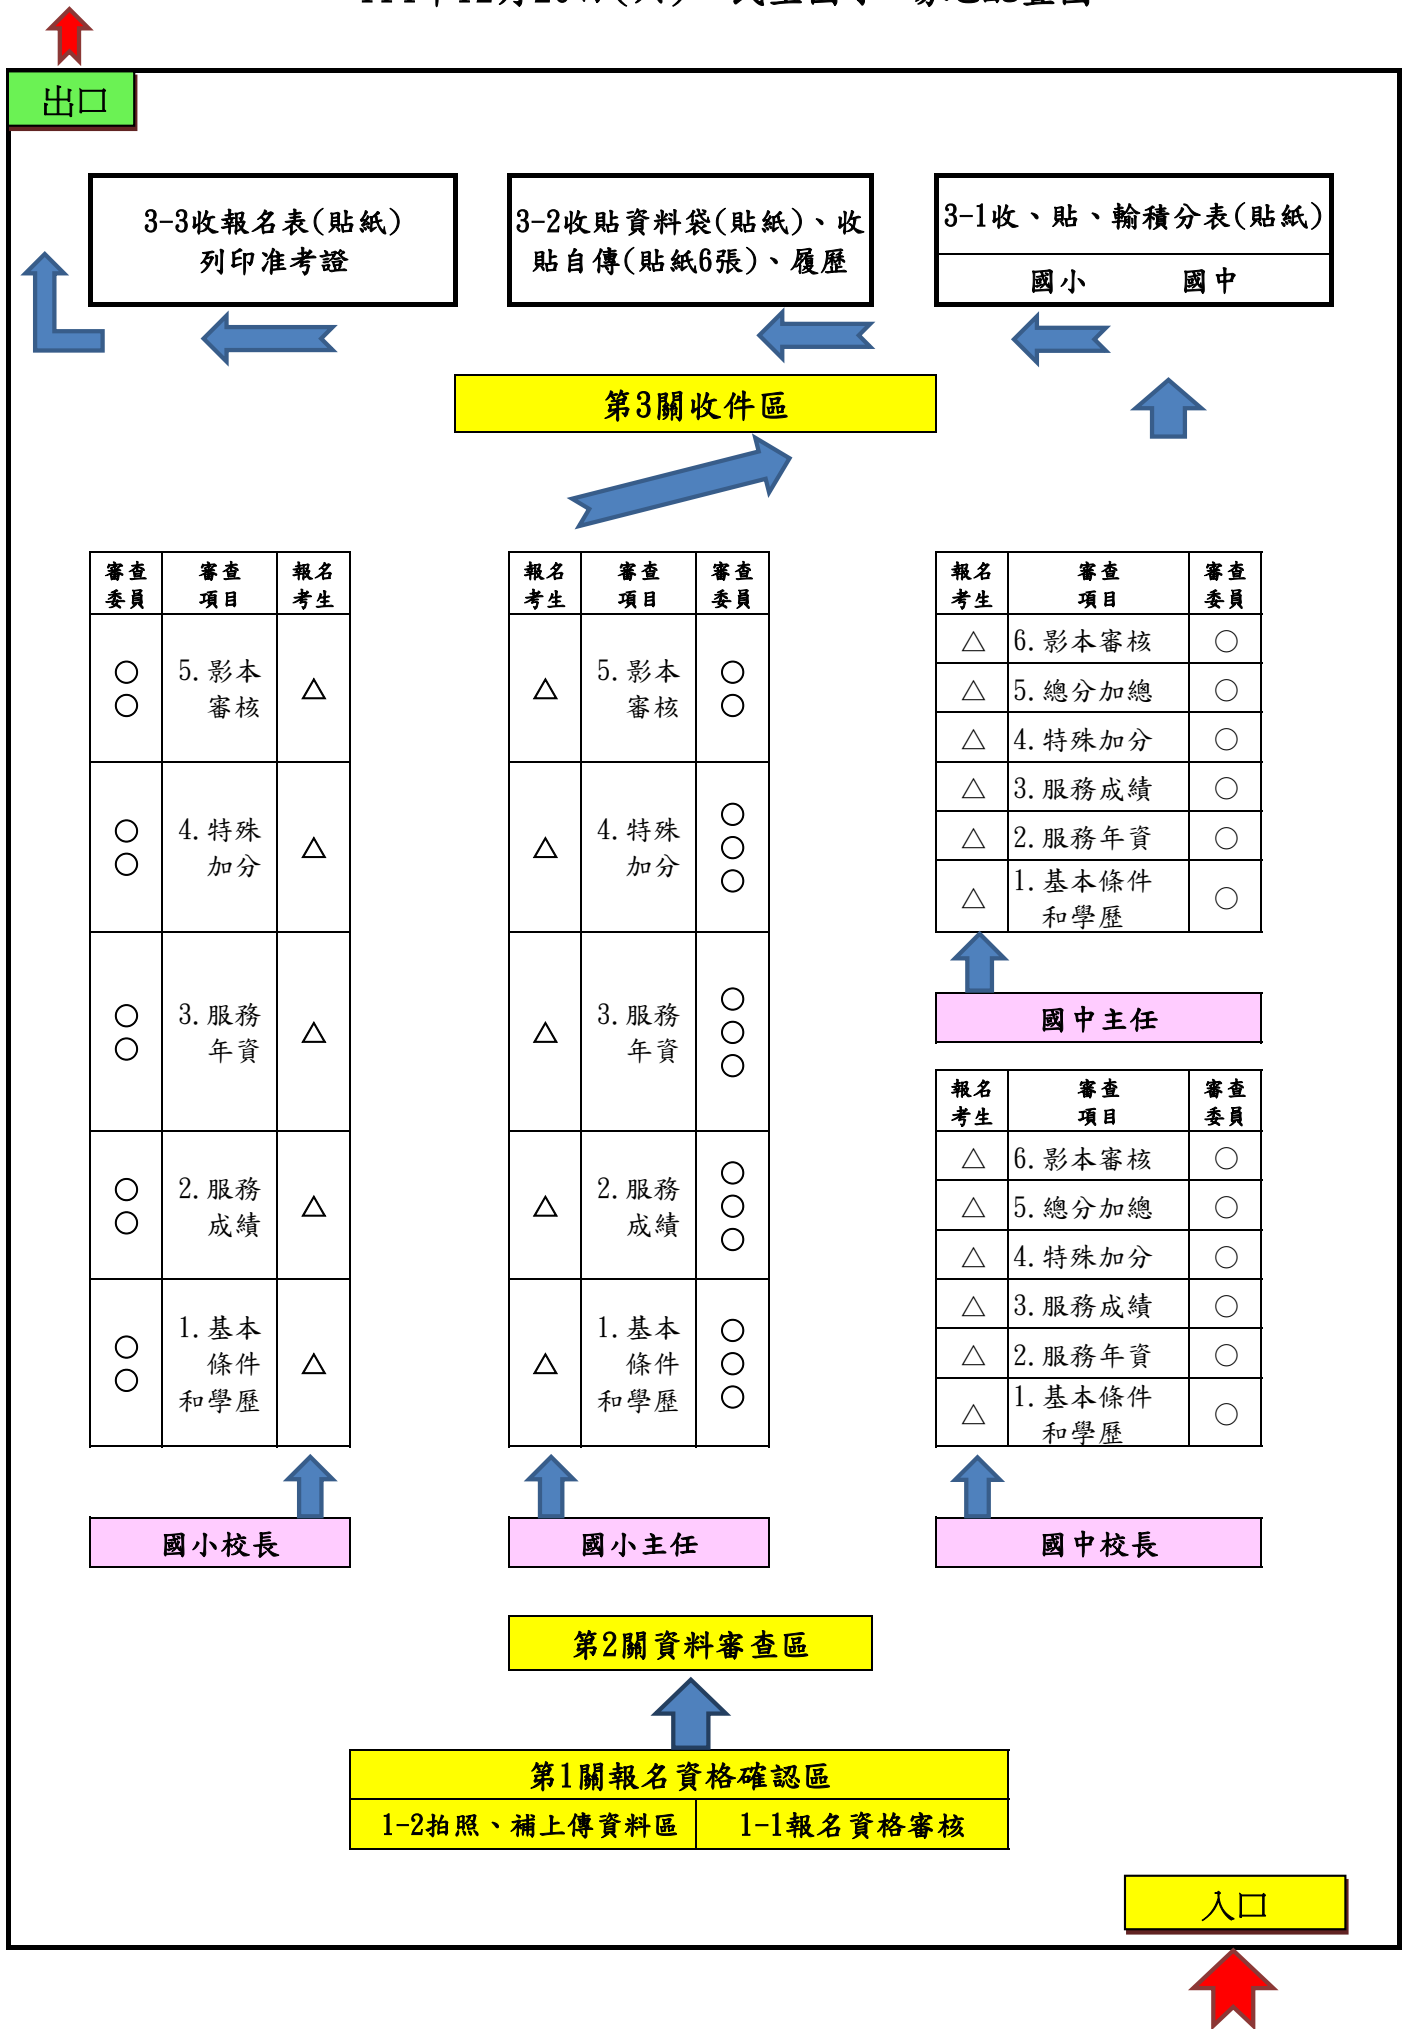 年12月
配置圖
出口
3-3收報名表(貼紙)
列印准考證
3-2收貼資料袋(貼紙)、收
貼自傳(貼紙6張)、履歷
3-1收、貼、輸積分表(貼紙)
國小 國中
第3關收件區
審查委員 審查項目 報名考生
○○ 5.影本審核 △
○○ 4.特殊加分 △
○○ 3.服務年資 △
○○ 2.服務成績 △
○○ 1.基本條件和學歷 △
國小校長
報名考生 審查項目 審查委員
△ 5.影本審核 ○○
△ 4.特殊加分 ○○○
△ 3.服務年資 ○○○
△ 2.服務成績 ○○○
△ 1.基本條件和學歷 ○○○
國小主任
報名考生 審查項目 審查委員
△ 6.影本審核 ○
△ 5.總分加總 ○
△ 4.特殊加分 ○
△ 3.服務成績 ○
△ 2.服務年資 ○
△ 1.基本條件和學歷 ○
國中主任
報名考生 審查項目 審查委員
△ 6.影本審核 ○
△ 5.總分加總 ○
△ 4.特殊加分 ○
△ 3.服務成績 ○
△ 2.服務年資 ○
△ 1.基本條件和學歷 ○
國中校長
第2關資料審查區
第1關報名資格確認區
1-2拍照、補上傳資料區 1-1報名資格審核
入口